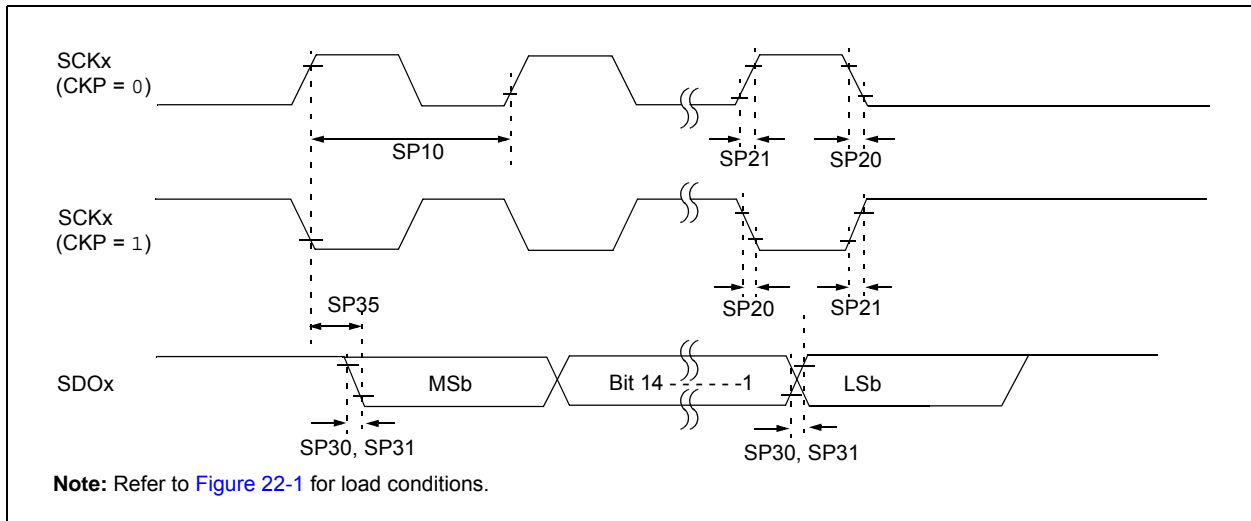 SCKx
(CKP = 0)
SP10
SP21
SP20
SCKx
(CKP = 1)
SP35
SP20
SP21
SDOx
MSb
Bit 14 - - - - - -1
LSb
SP30, SP31
SP30, SP31
Note: Refer to Figure 22-1 for load conditions.